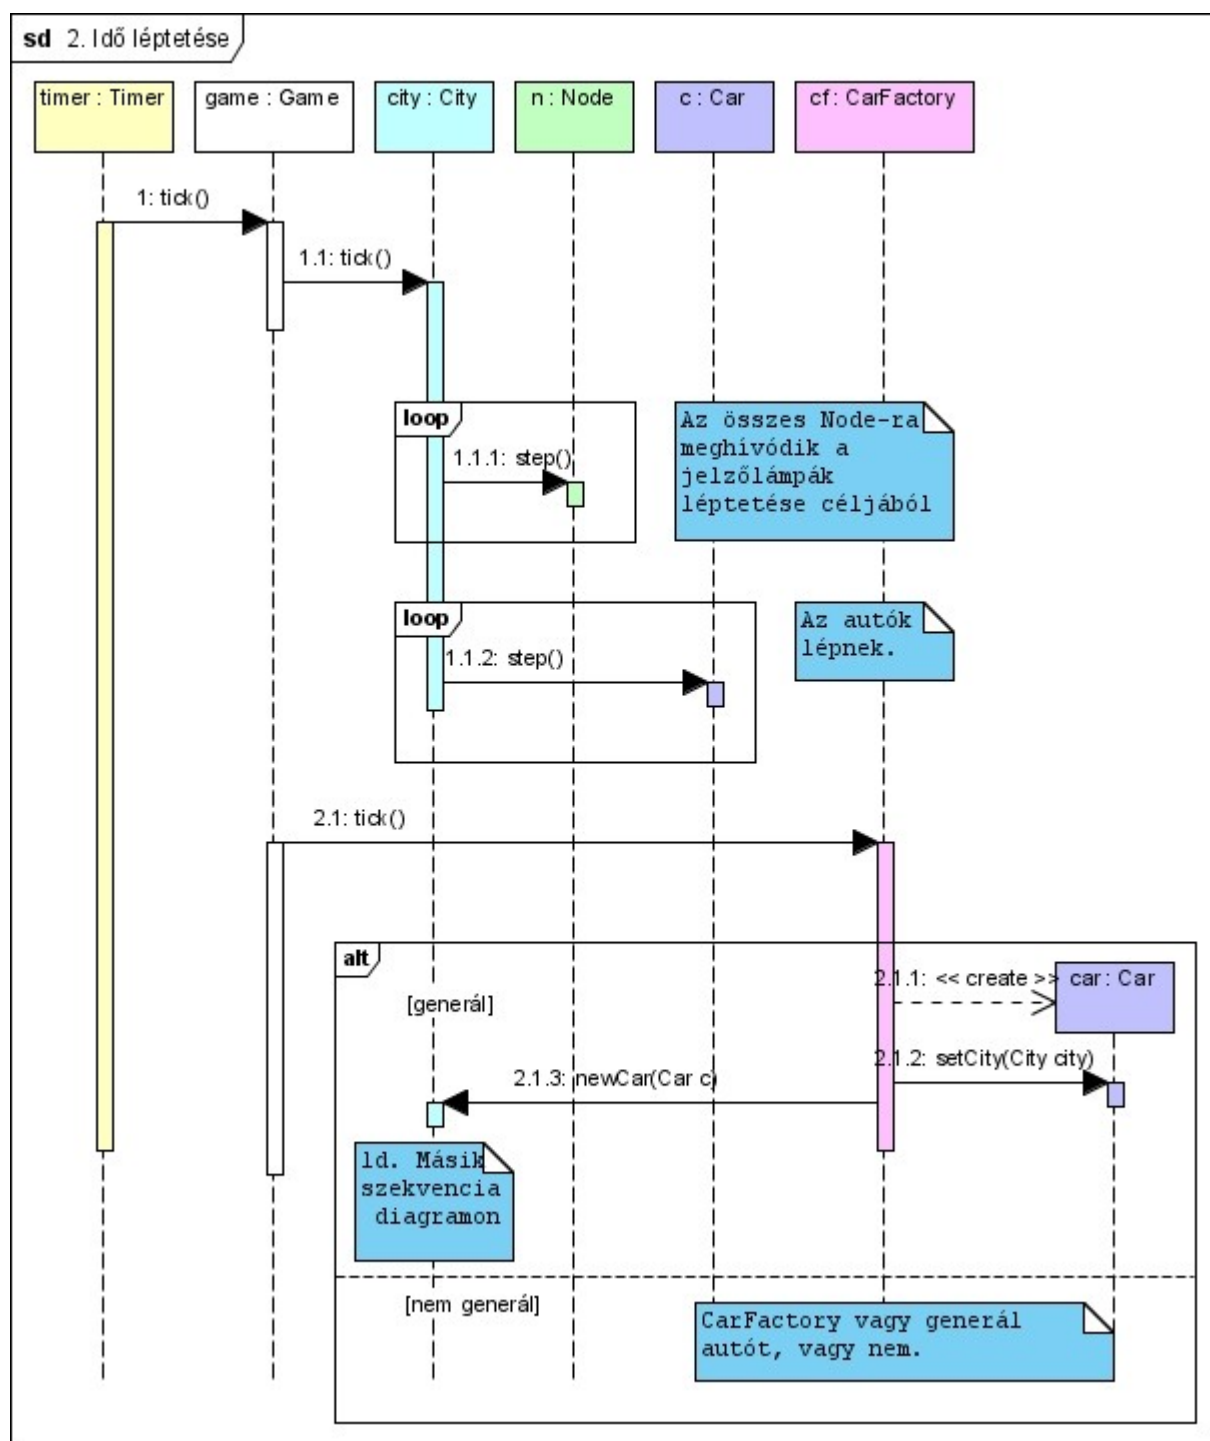 sd 2. Idő léptetése
timer : Timer
game : Game
city : City
n : Node
c : Car
cf : CarFactory
1: tick()
1.1: tick()
loop
1.1.1: step()
Az összes Node-ra
meghívódik a
jelzőlámpák
léptetése céljából
loop
1.1.2: step()
Az autók
lépnek.
2.1: tick()
alt
[generál]
2.1.1: << create >>
car : Car
2.1.2: setCity(City city)
2.1.3: newCar(Car c)
ld. Másik
szekvencia
diagramon
[nem generál]
CarFactory vagy generál
autót, vagy nem.